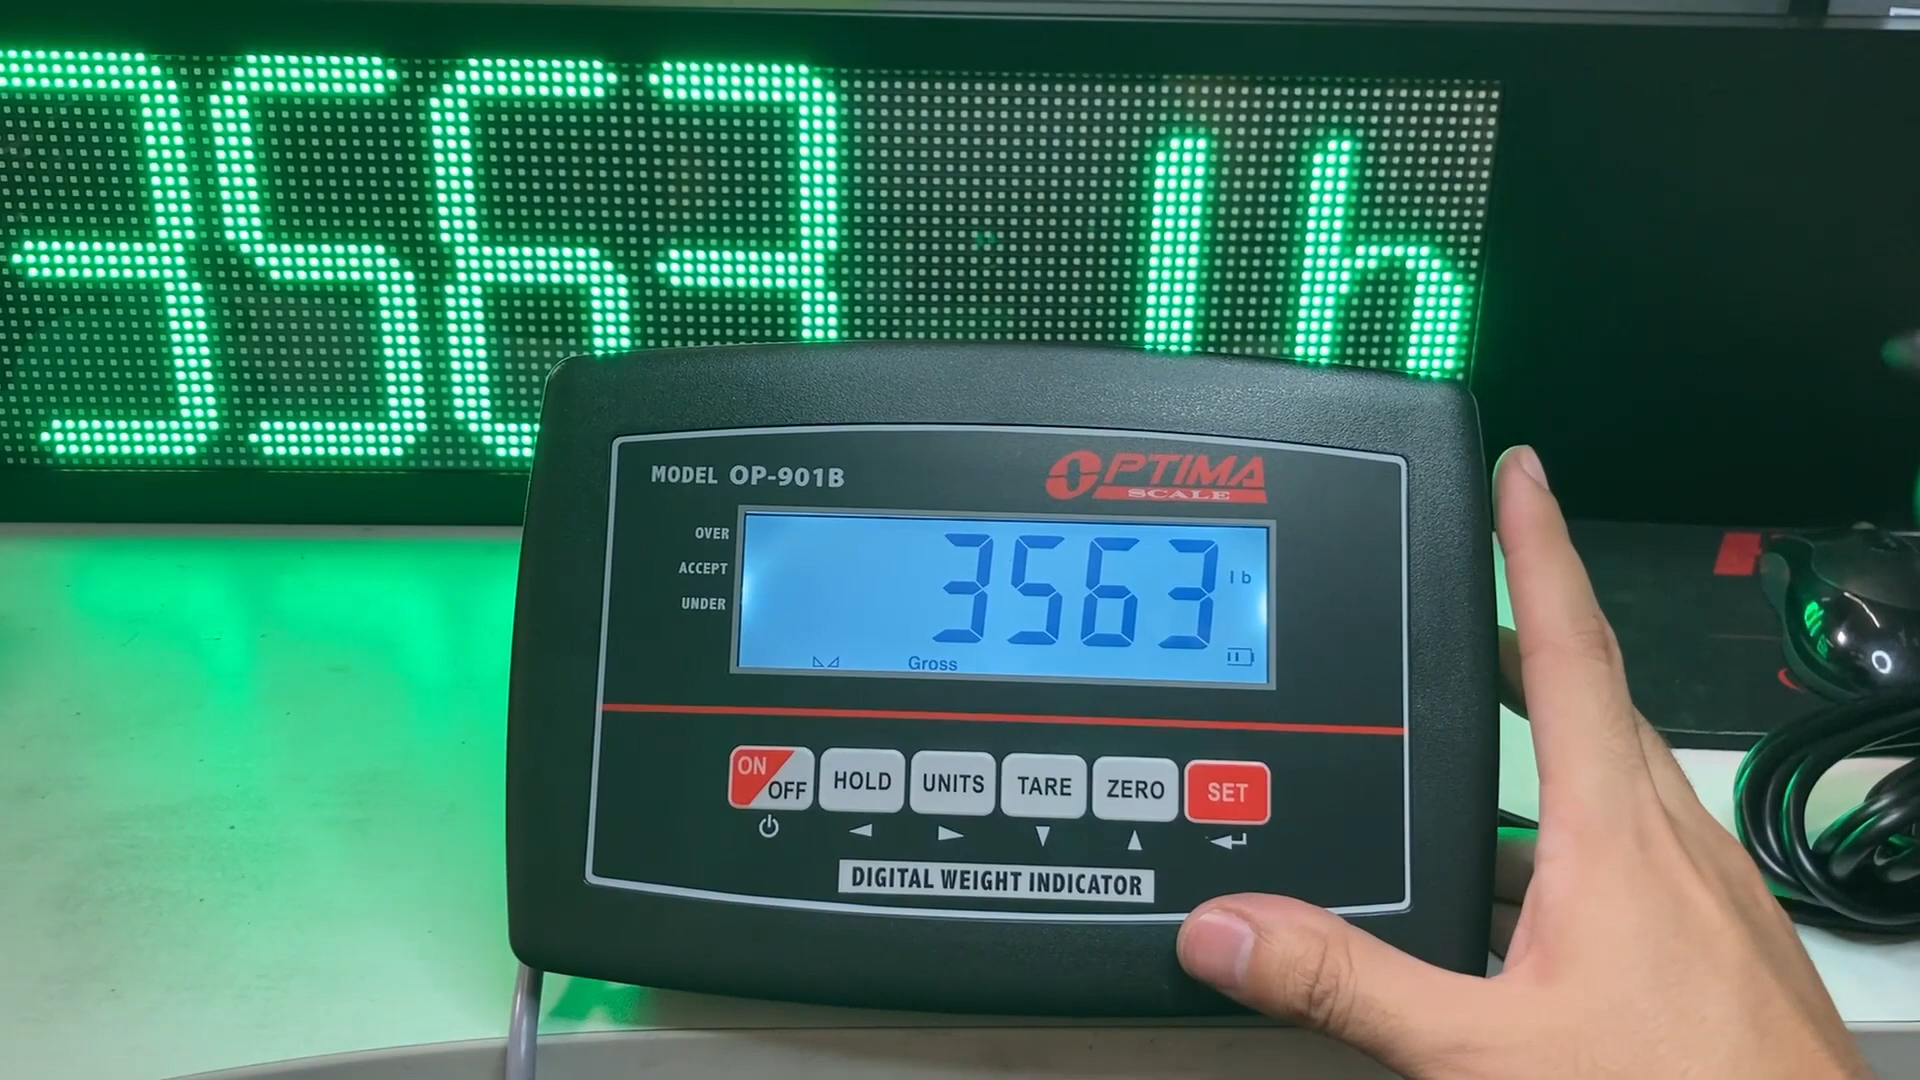 3563 lb
MODEL OP-901B
OPTIMA
SCALE
OVER
ACCEPT
UNDER
3563 lb
Gross
ON OFF
HOLD
UNITS
TARE
ZERO
SET
DIGITAL WEIGHT INDICATOR